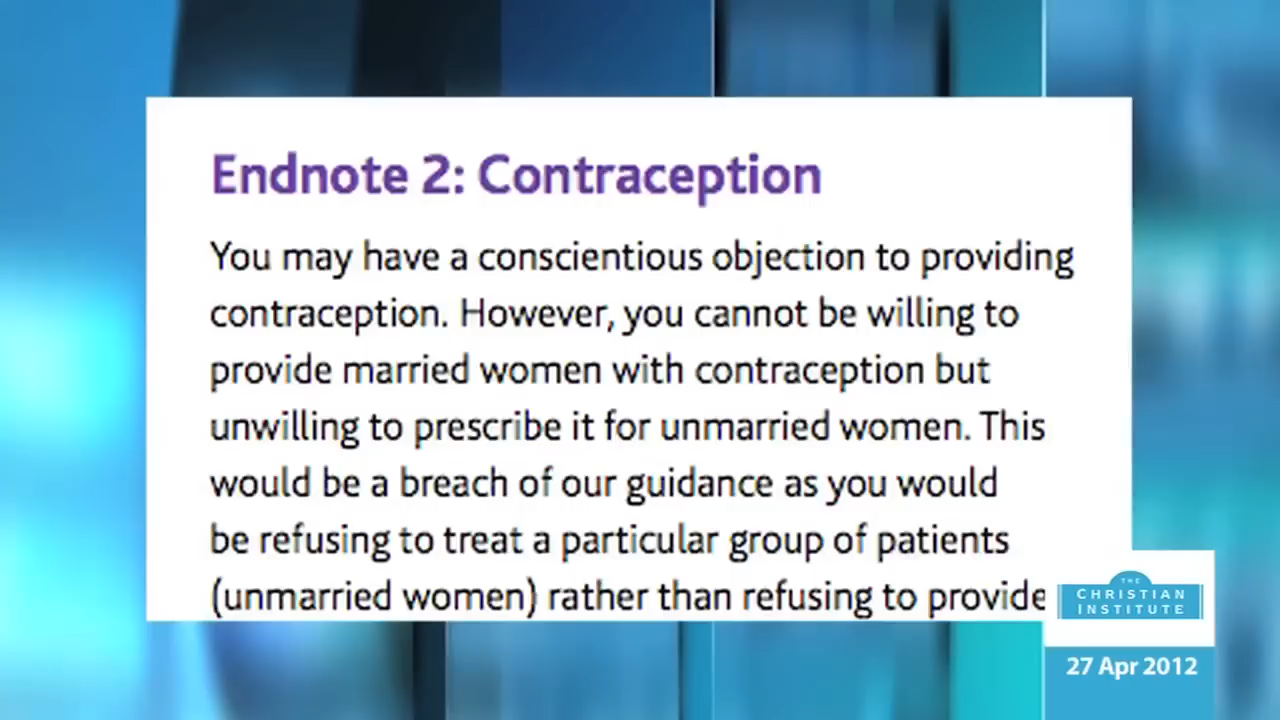 Endnote 2: Contraception
You may have a conscientious objection to providing
contraception. However, you cannot be willing to
provide married women with contraception but
unwilling to prescribe it for unmarried women. This
would be a breach of our guidance as you would
be refusing to treat a particular group of patients
(unmarried women) rather than refusing to provide
THE
CHRISTIAN
INSTITUTE
27 Apr 2012